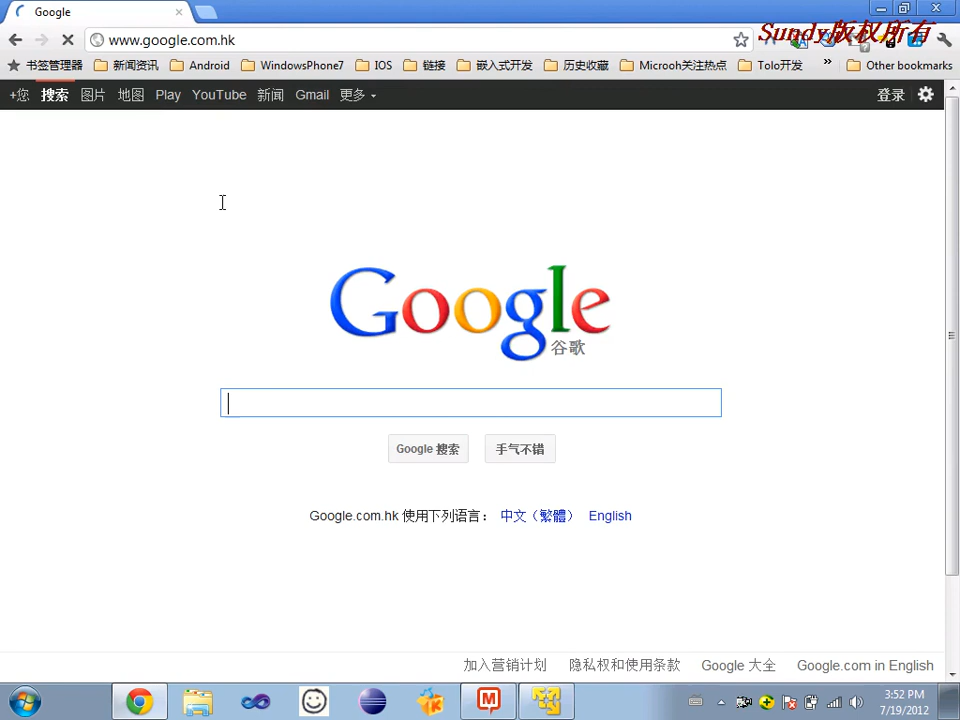 Google
www.google.com.hk
Sundy版权所有
书签管理器 新闻资讯 Android WindowsPhone7 IOS 链接 嵌入式开发 历史收藏 Microoh关注热点 Tolo开发 » Other bookmarks
+您 搜索 图片 地图 Play YouTube 新闻 Gmail 更多 登录
Google
谷歌
Google 搜索 手气不错
Google.com.hk 使用下列语言： 中文（繁體） English
加入营销计划 隐私权和使用条款 Google 大全 Google.com in English
3:52 PM
7/19/2012